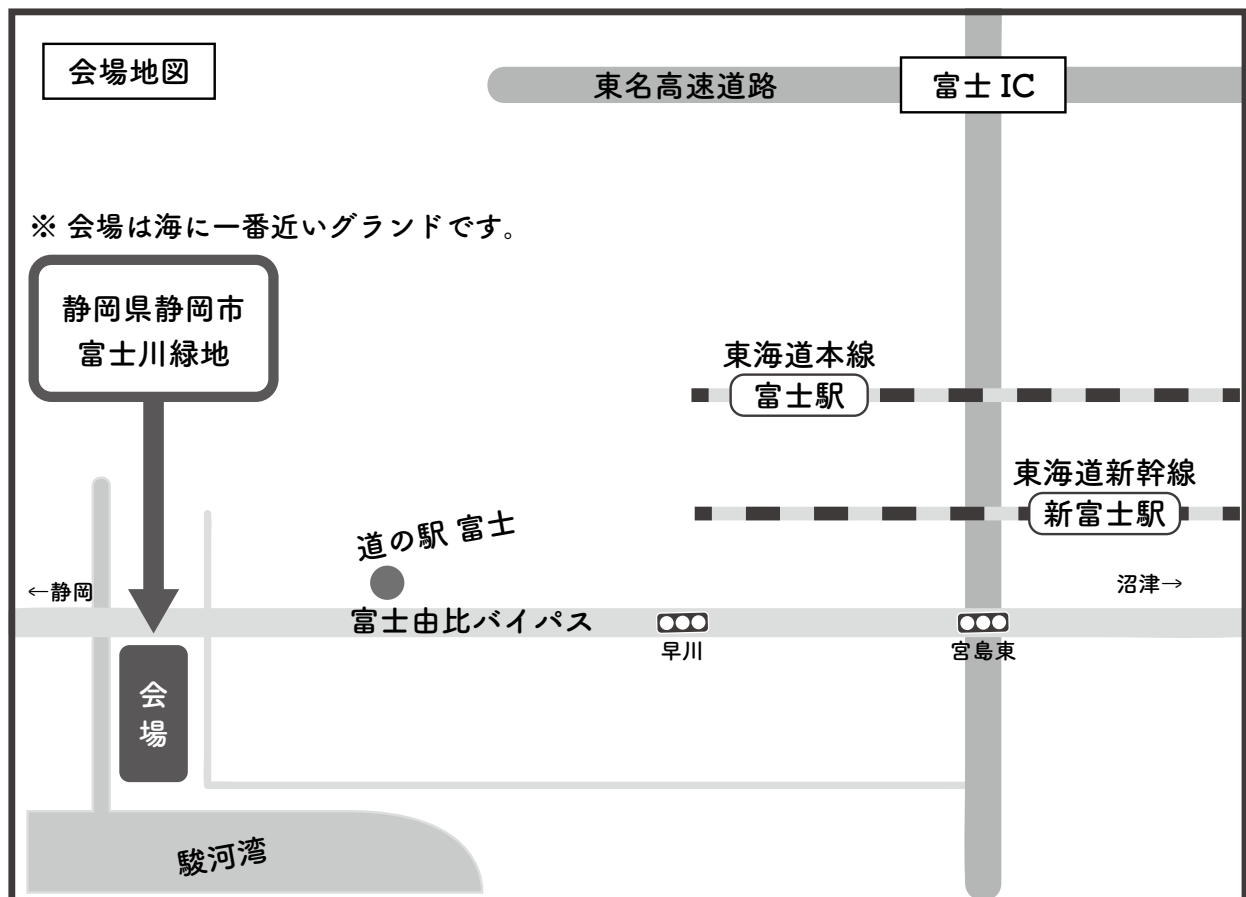 会場地図
東名高速道路
富士 IC
※ 会場は海に一番近いグランドです。
静岡県静岡市
富士川緑地
東海道本線
富士駅
東海道新幹線
新富士駅
道の駅 富士
←静岡
沼津→
富士由比バイパス
早川
宮島東
会場
駿河湾